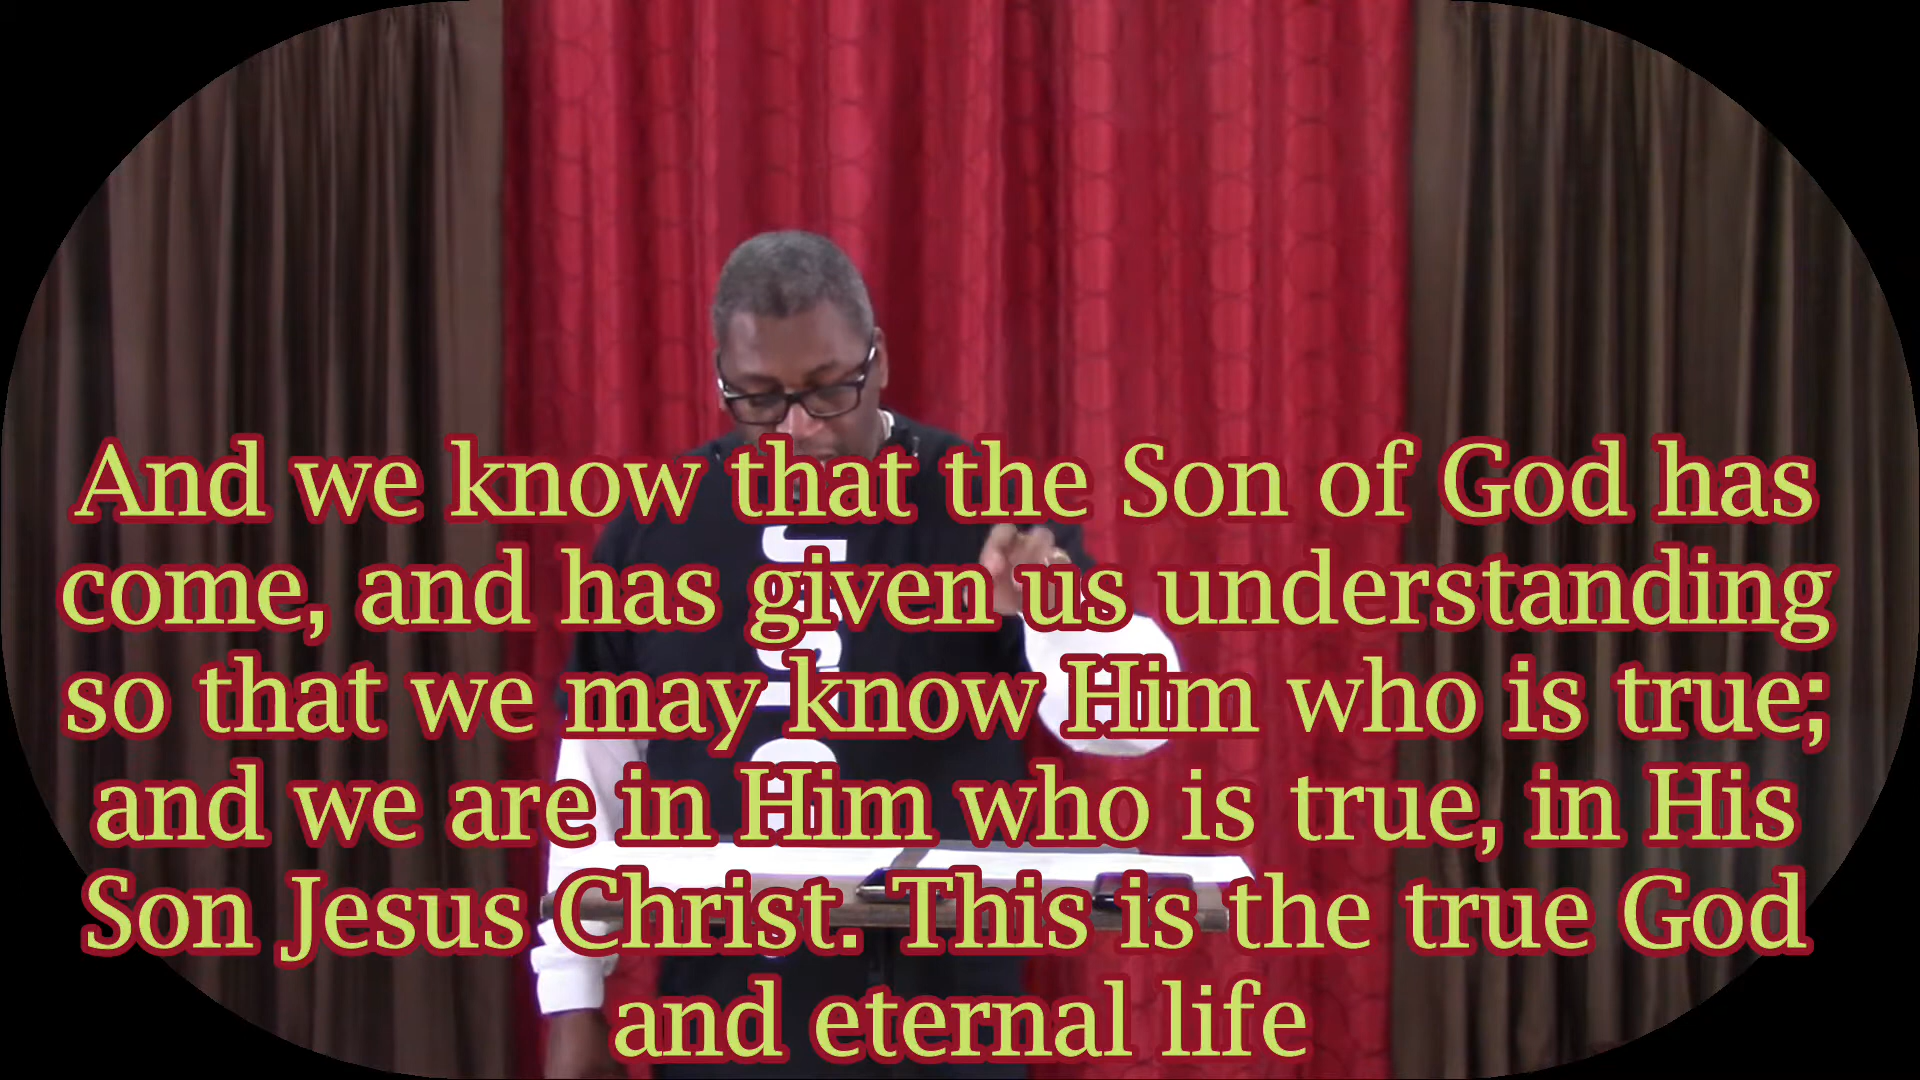 And we know that the Son of God has
come, and has given us understanding
so that we may know Him who is true;
and we are in Him who is true, in His
Son Jesus Christ. This is the true God
and eternal life